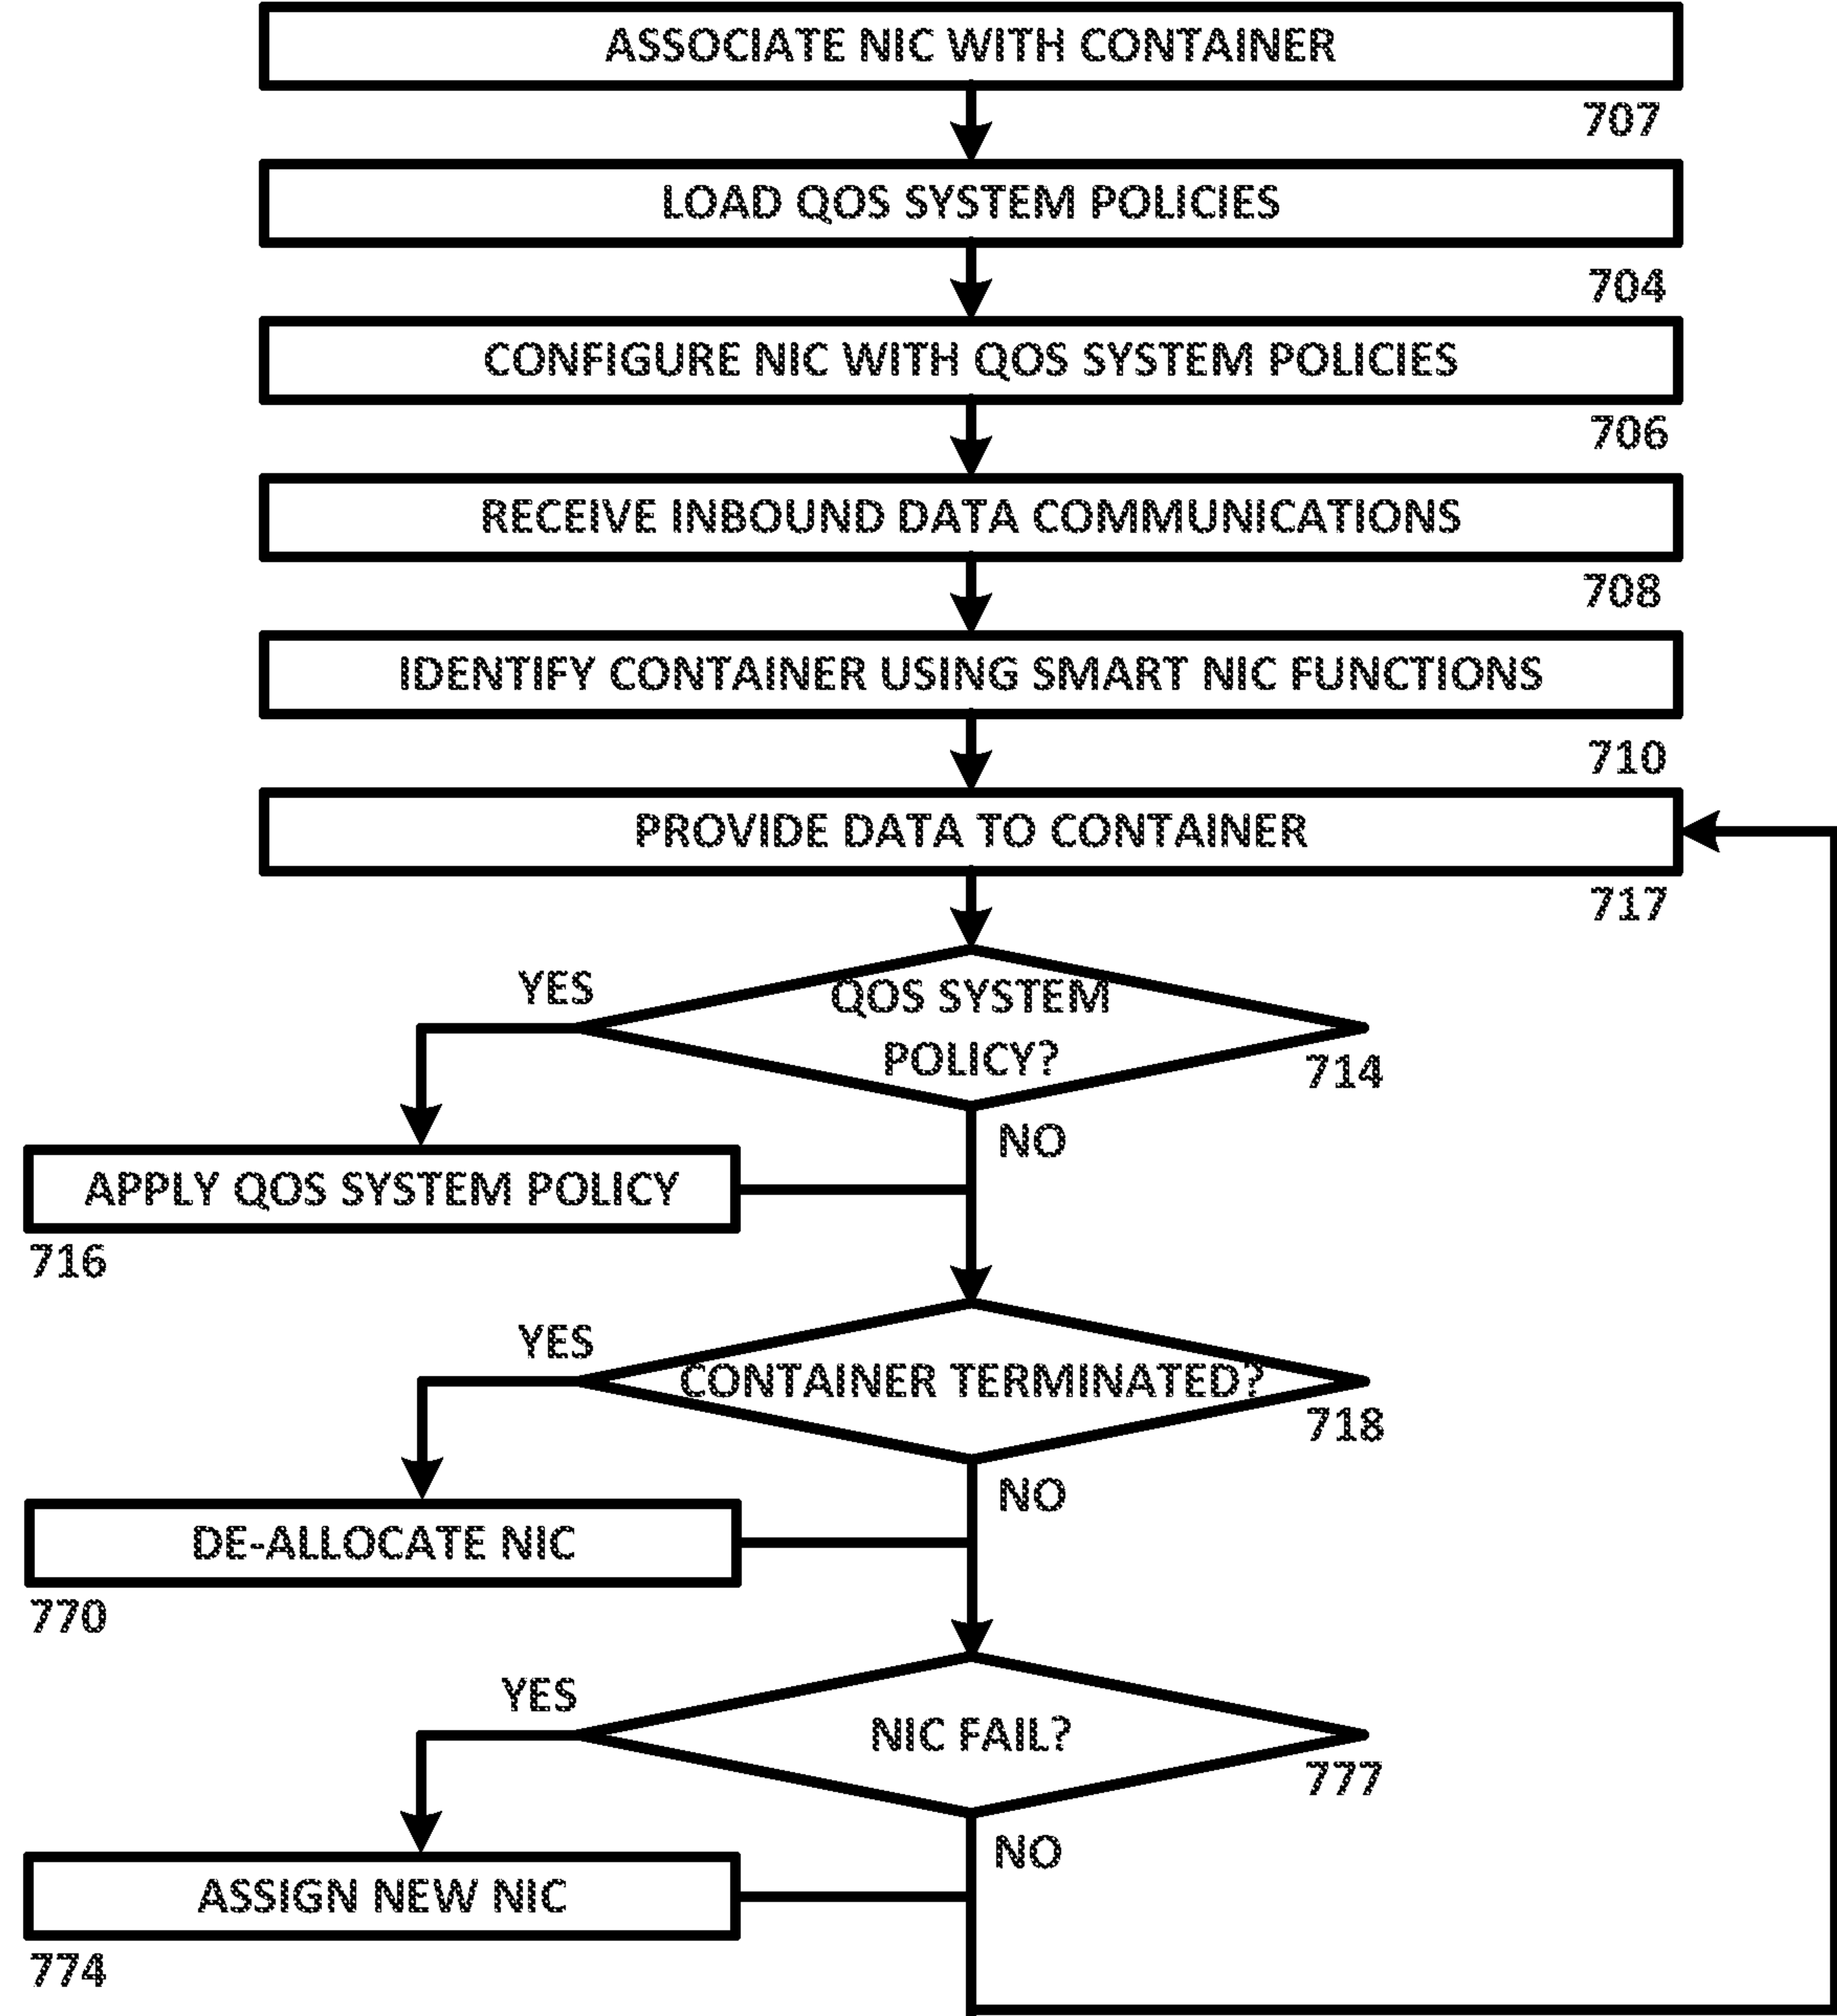 ASSOCIATE NIC WITH CONTAINER
707
LOAD QOS SYSTEM POLICIES
704
CONFIGURE NIC WITH QOS SYSTEM POLICIES
706
RECEIVE INBOUND DATA COMMUNICATIONS
708
IDENTIFY CONTAINER USING SMART NIC FUNCTIONS
710
PROVIDE DATA TO CONTAINER
717
YES
QOS SYSTEM
POLICY?
714
NO
APPLY QOS SYSTEM POLICY
716
YES
CONTAINER TERMINATED?
718
NO
DE-ALLOCATE NIC
770
YES
NIC FAIL?
777
NO
ASSIGN NEW NIC
774